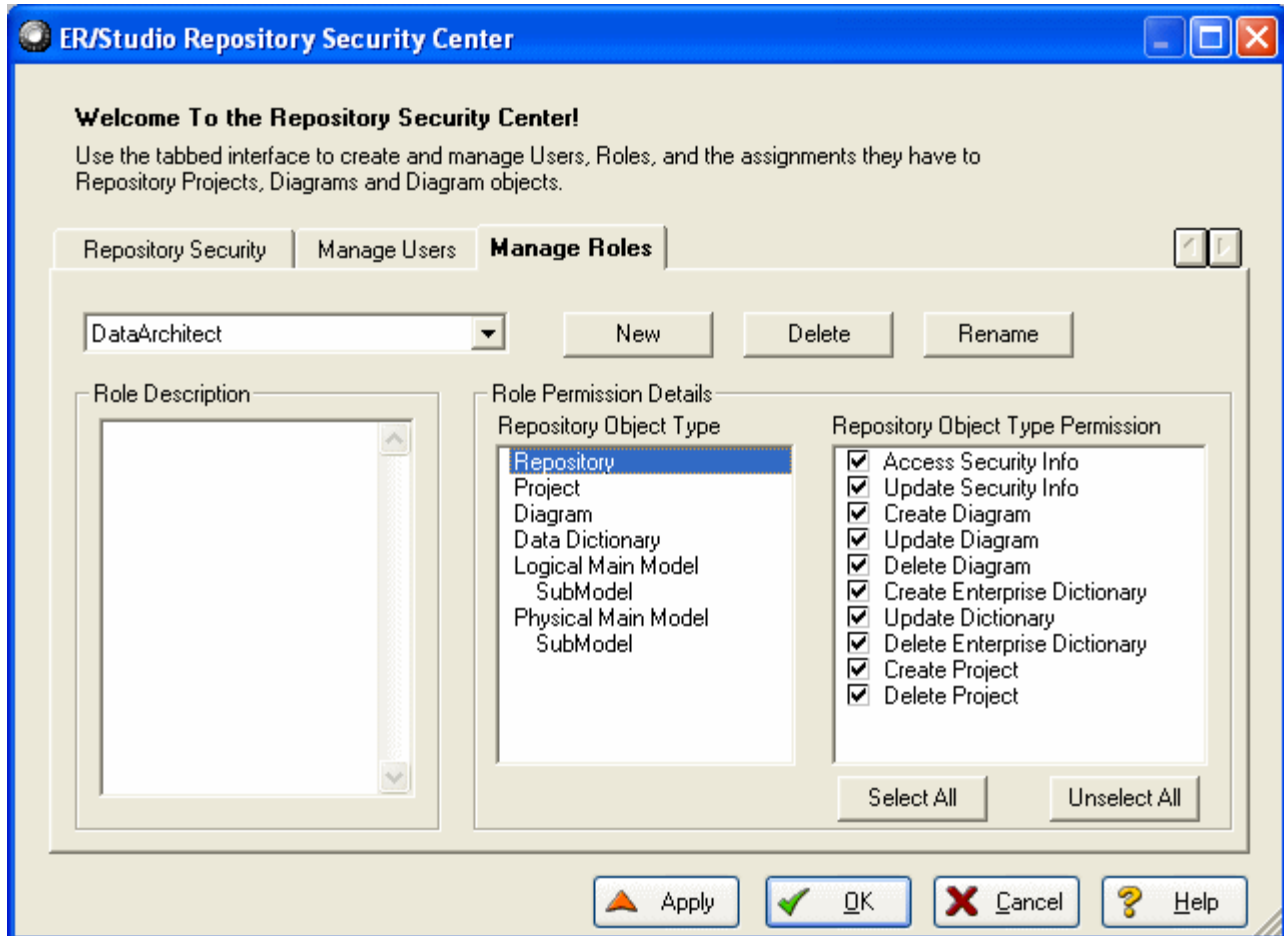 ER/Studio Repository Security Center
Welcome To the Repository Security Center!
Use the tabbed interface to create and manage Users, Roles, and the assignments they have to
Repository Projects, Diagrams and Diagram objects.
Repository Security
Manage Users
Manage Roles
DataArchitect
New
Delete
Rename
Role Description
Role Permission Details
Repository Object Type
Repository
Project
Diagram
Data Dictionary
Logical Main Model
SubModel
Physical Main Model
SubModel
Repository Object Type Permission
Access Security Info
Update Security Info
Create Diagram
Update Diagram
Delete Diagram
Create Enterprise Dictionary
Update Dictionary
Delete Enterprise Dictionary
Create Project
Delete Project
Select All
Unselect All
Apply
OK
Cancel
Help